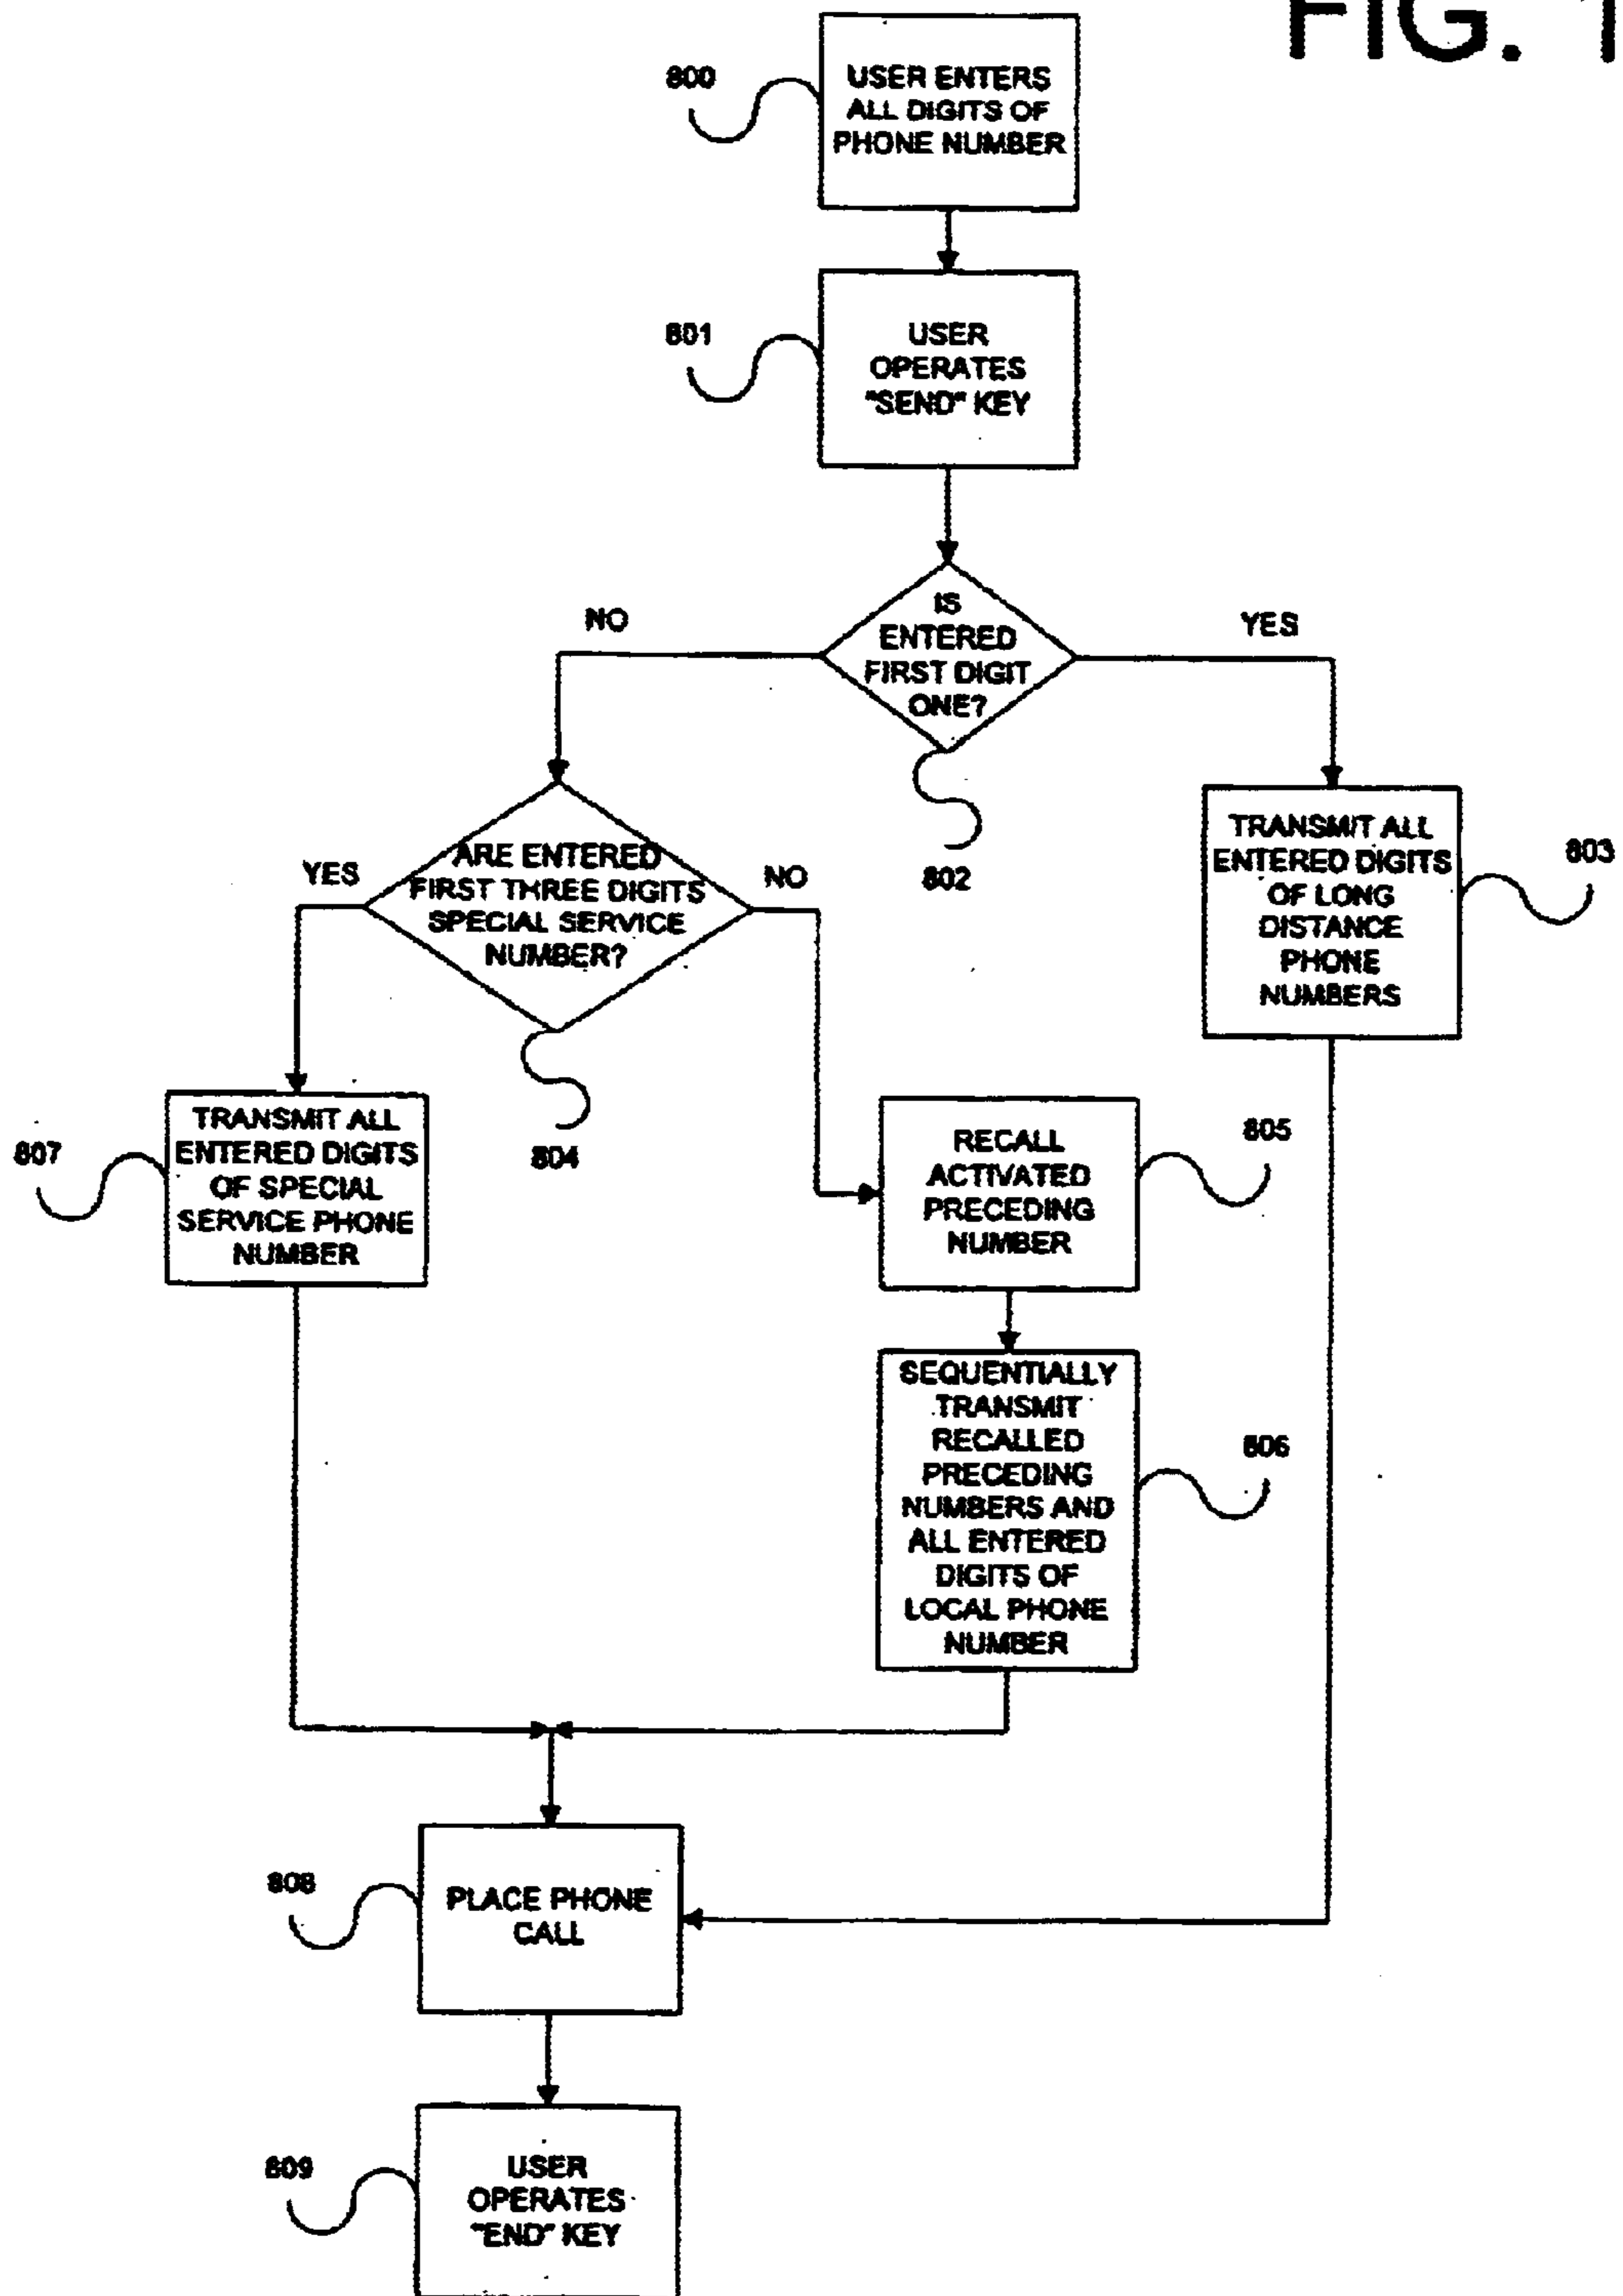 FIG. 1
800
USER ENTERS
ALL DIGITS OF
PHONE NUMBER
801
USER
OPERATES
"SEND" KEY
IS
ENTERED
FIRST DIGIT
ONE?
NO
YES
802
ARE ENTERED
FIRST THREE DIGITS
SPECIAL SERVICE
NUMBER?
YES
NO
804
TRANSMIT ALL
ENTERED DIGITS
OF LONG
DISTANCE
PHONE
NUMBERS
803
807
TRANSMIT ALL
ENTERED DIGITS
OF SPECIAL
SERVICE PHONE
NUMBER
RECALL
ACTIVATED
PRECEDING
NUMBER
805
SEQUENTIALLY
TRANSMIT
RECALLED
PRECEDING
NUMBERS AND
ALL ENTERED
DIGITS OF
LOCAL PHONE
NUMBER
806
808
PLACE PHONE
CALL
809
USER
OPERATES
"END" KEY